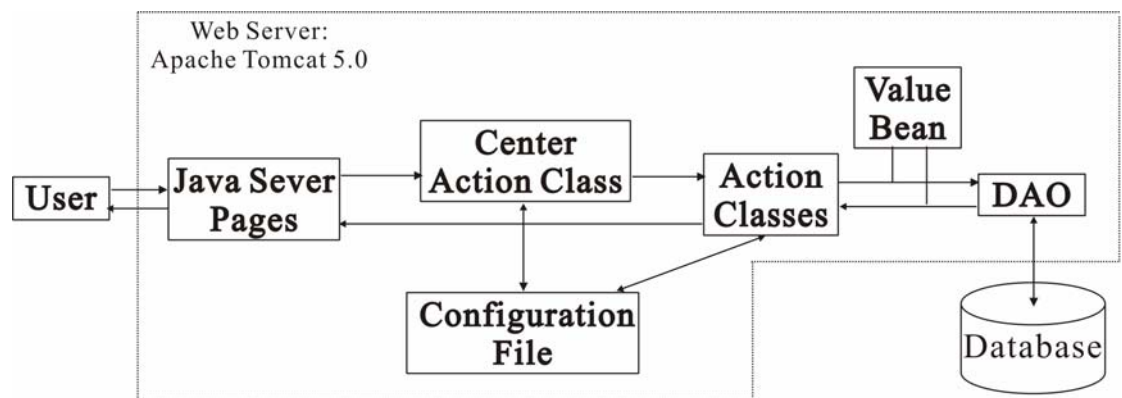 Web Server:
Apache Tomcat 5.0
Value
Bean
Center
Action Class
Java Sever
Pages
Action
Classes
User
DAO
Configuration
File
Database